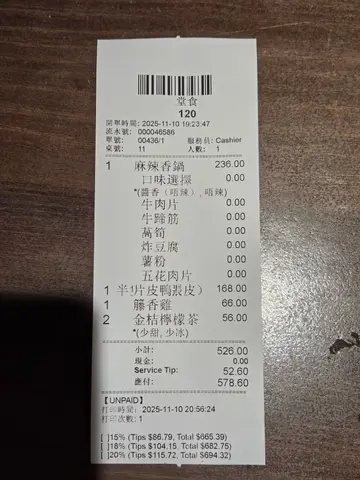 堂食
120
開單時間: 2025-11-10 19:23:47
流水號: 000046586
單號: 00436/1 服務員: Cashier
桌號: 11 人數: 1
1 麻辣香鍋 236.00
口味選擇 0.00
*(醬香（唔辣）, 唔辣)
牛肉片 0.00
牛蹄筋 0.00
萵筍 0.00
炸豆腐 0.00
薯粉 0.00
五花肉片 0.00
1 半!片皮鴨 168.00
1 籐香雞 66.00
2 金桔檸檬茶 56.00
*(少甜, 少冰)
小計: 526.00
現金: 0.00
Service Tip: 52.60
應付: 578.60
【UNPAID】
打印時間: 2025-11-10 20:56:24
打印次數: 1
[ ]15% (Tips $86.79, Total $665.39)
[ ]18% (Tips $104.15, Total $682.75)
[ ]20% (Tips $115.72, Total $694.32)